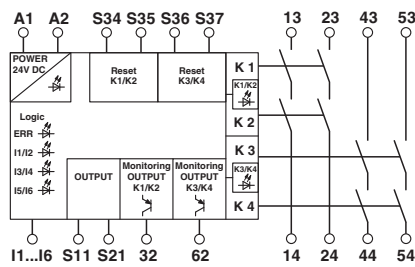 A1 A2 S34 S35 S36 S37 13 23 43 53
POWER
24V DC
Reset
K1/K2
Reset
K3/K4
K 1
K1/K2
K 2
Logic
ERR
I1/I2
I3/I4
I5/I6
K 3
K3/K4
K 4
OUTPUT
Monitoring
OUTPUT
K1/K2
Monitoring
OUTPUT
K3/K4
I1...I6 S11 S21 32 62 14 24 44 54